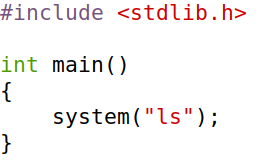 #include <stdlib.h>

int main()
{
    system("ls");
}